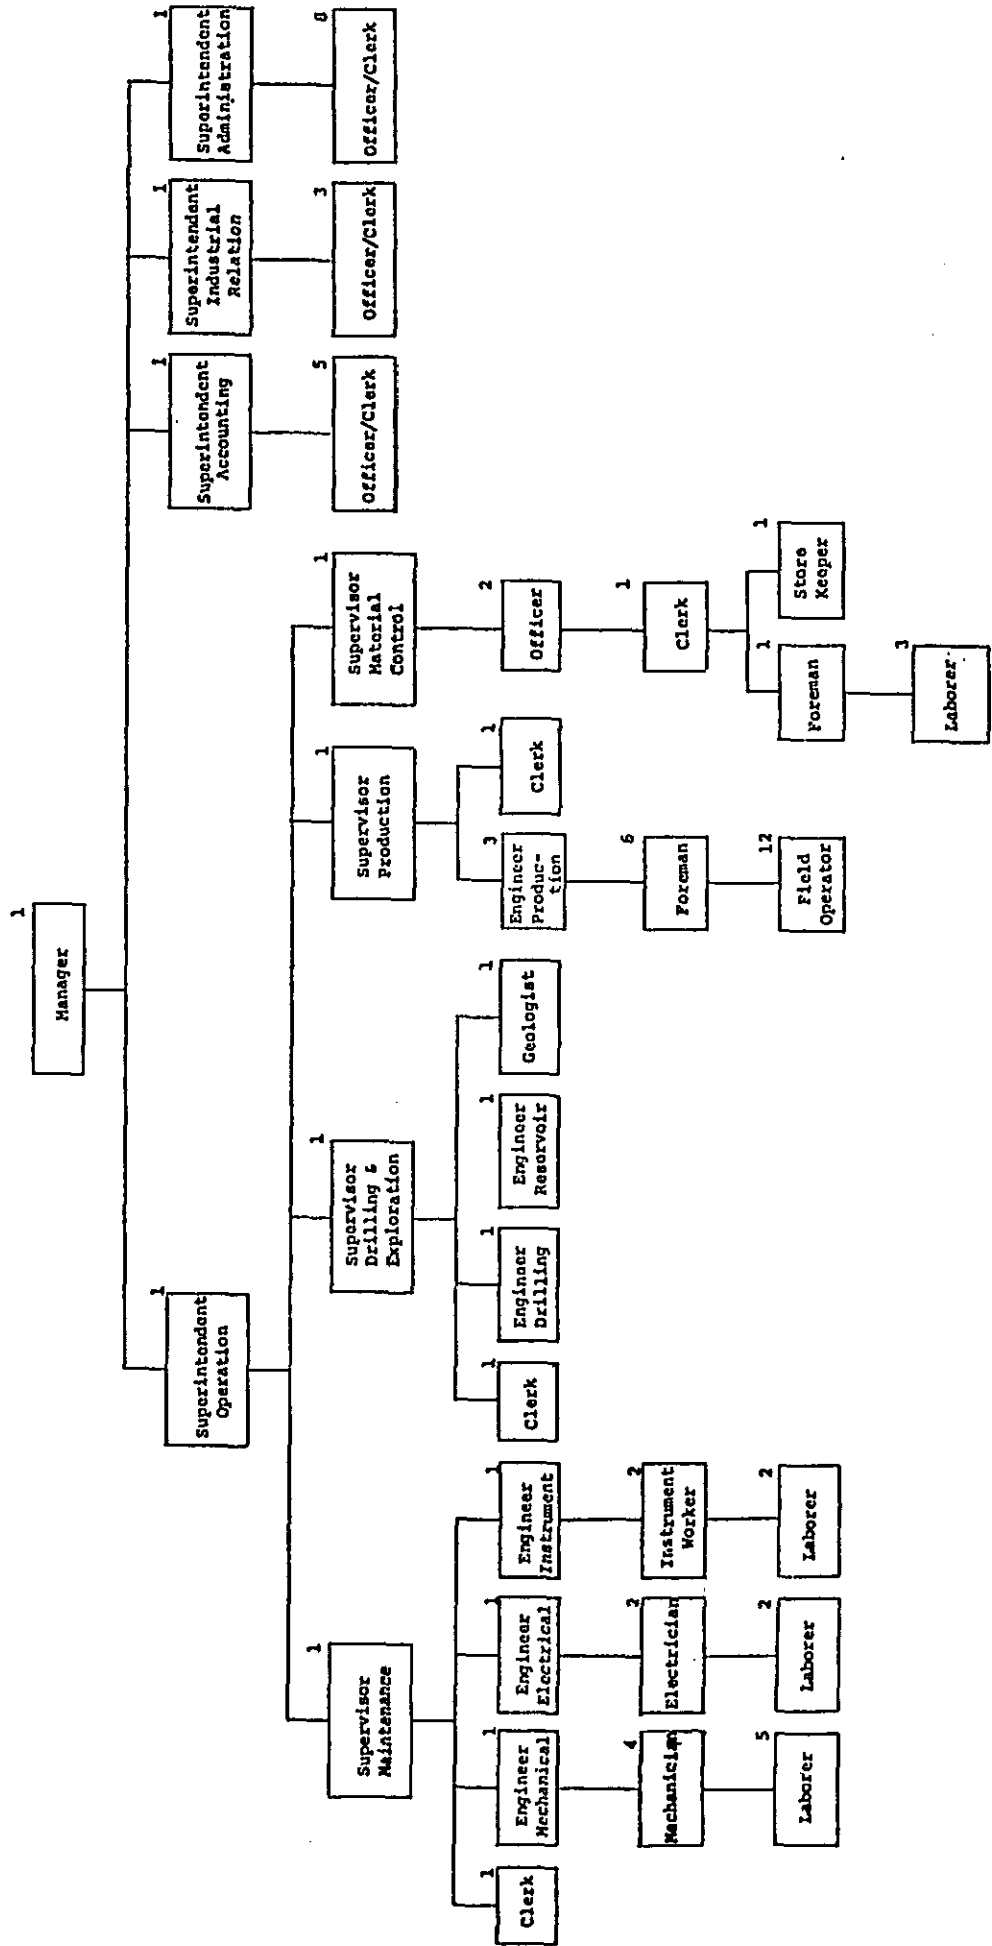 1
Manager
1
Superintendent
Operation
1
Superintendent
Accounting
1
Superintendent
Industrial
Relation
1
Superintendent
Administration
1
Supervisor
Maintenance
1
Supervisor
Drilling &
Exploration
1
Supervisor
Production
1
Supervisor
Material
Control
5
Officer/Clerk
3
Officer/Clerk
8
Officer/Clerk
1
Clerk
1
Engineer
Mechanical
1
Engineer
Electrical
1
Engineer
Instrument
1
Clerk
1
Engineer
Drilling
1
Engineer
Reservoir
1
Geologist
3
Engineer
Produc-
tion
1
Clerk
2
Officer
4
Mechanician
2
Electrician
2
Instrument
Worker
6
Foreman
1
Clerk
5
Laborer
2
Laborer
2
Laborer
12
Field
Operator
1
Foreman
1
Store
Keeper
3
Laborer